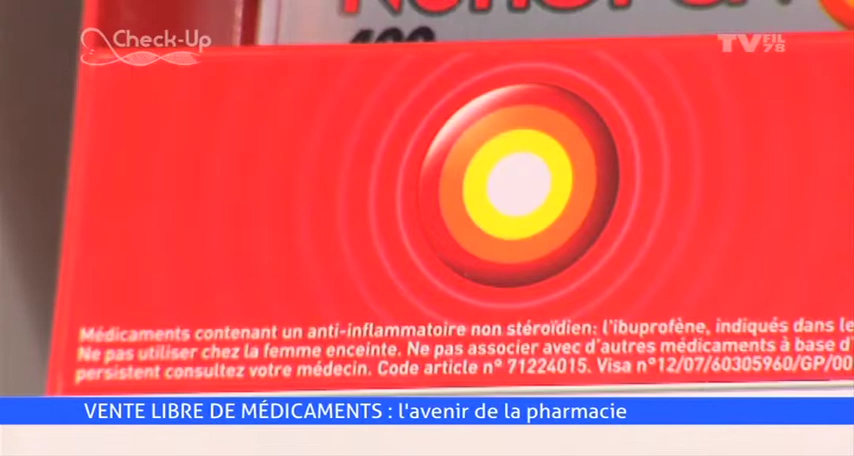 Check-Up
TV FIL 78
400
Médicaments contenant un anti-inflammatoire non stéroïdien: l'ibuprofène, indiqués dans le
Ne pas utiliser chez la femme enceinte. Ne pas associer avec d'autres médicaments à base d'
persistent consultez votre médecin. Code article n° 71224015. Visa n°12/07/60305960/GP/00
VENTE LIBRE DE MÉDICAMENTS : l'avenir de la pharmacie